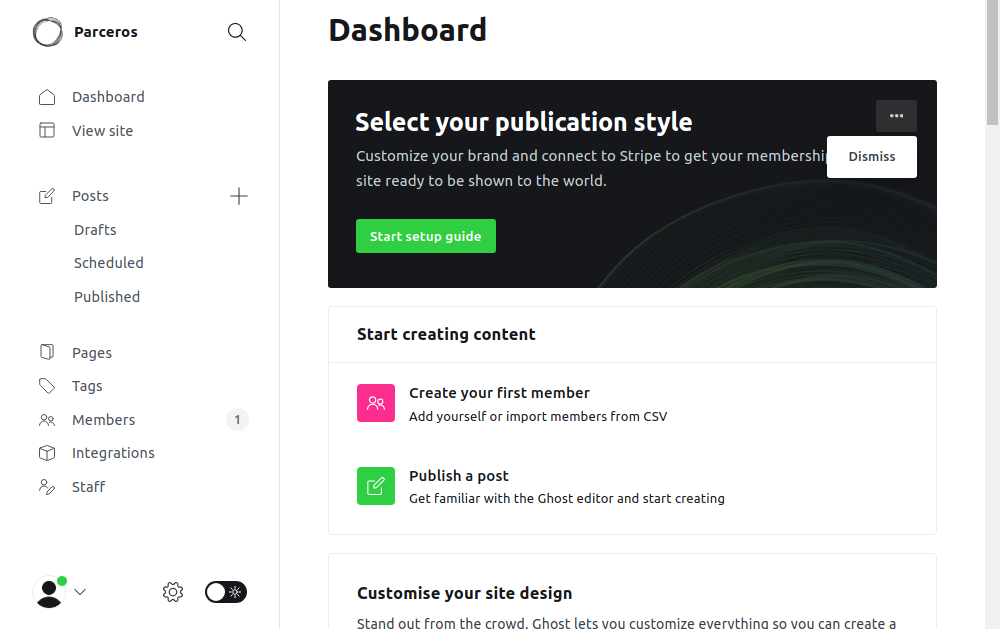 Parceros
Dashboard
View site
Posts
Drafts
Scheduled
Published
Pages
Tags
Members 1
Integrations
Staff
Dashboard
Select your publication style
Customize your brand and connect to Stripe to get your membership
site ready to be shown to the world.
Dismiss
Start setup guide
Start creating content
Create your first member
Add yourself or import members from CSV
Publish a post
Get familiar with the Ghost editor and start creating
Customise your site design
Stand out from the crowd. Ghost lets you customize everything so you can create a